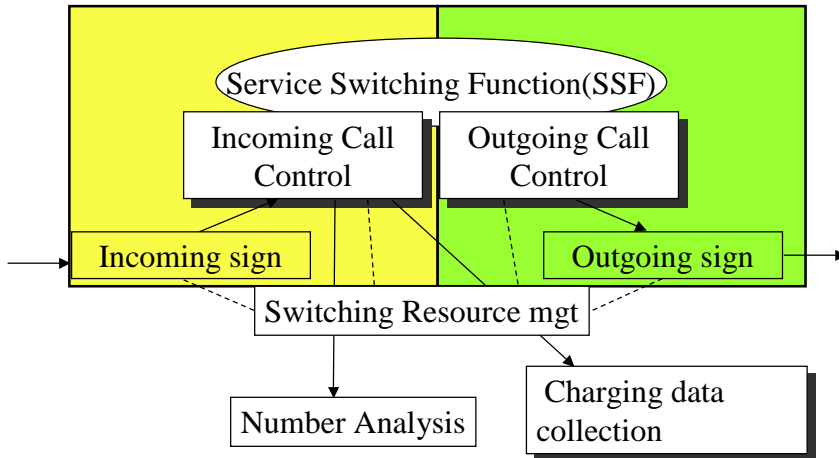 Service Switching Function(SSF)
Incoming Call
Control
Outgoing Call
Control
Incoming sign
Outgoing sign
Switching Resource mgt
Number Analysis
Charging data
collection